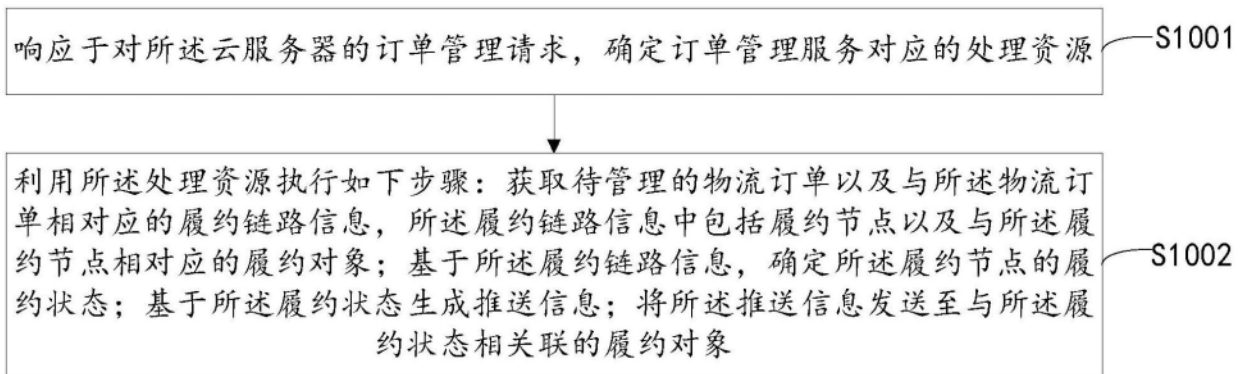 响应于对所述云服务器的订单管理请求，确定订单管理服务对应的处理资源
S1001
利用所述处理资源执行如下步骤：获取待管理的物流订单以及与所述物流订
单相对应的履约链路信息，所述履约链路信息中包括履约节点以及与所述履
约节点相对应的履约对象；基于所述履约链路信息，确定所述履约节点的履
约状态；基于所述履约状态生成推送信息；将所述推送信息发送至与所述履
约状态相关联的履约对象
S1002